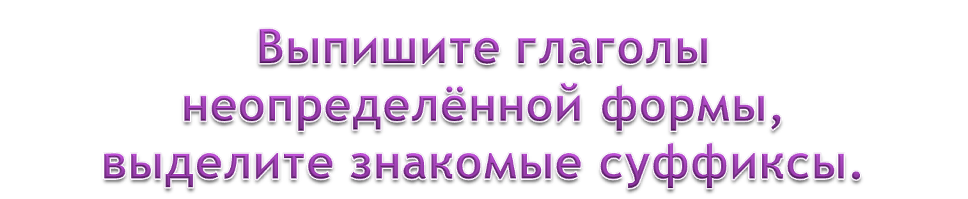 Выпишите глаголы
неопределённой формы,
выделите знакомые суффиксы.